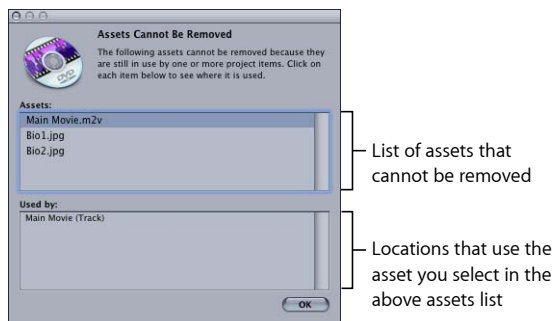 Assets Cannot Be Removed
The following assets cannot be removed because they
are still in use by one or more project items. Click on
each item below to see where it is used.
DVD
Assets:
Main Movie.m2v
Bio1.jpg
Bio2.jpg
List of assets that
cannot be removed
Used by:
Main Movie (Track)
Locations that use the
asset you select in the
above assets list
OK